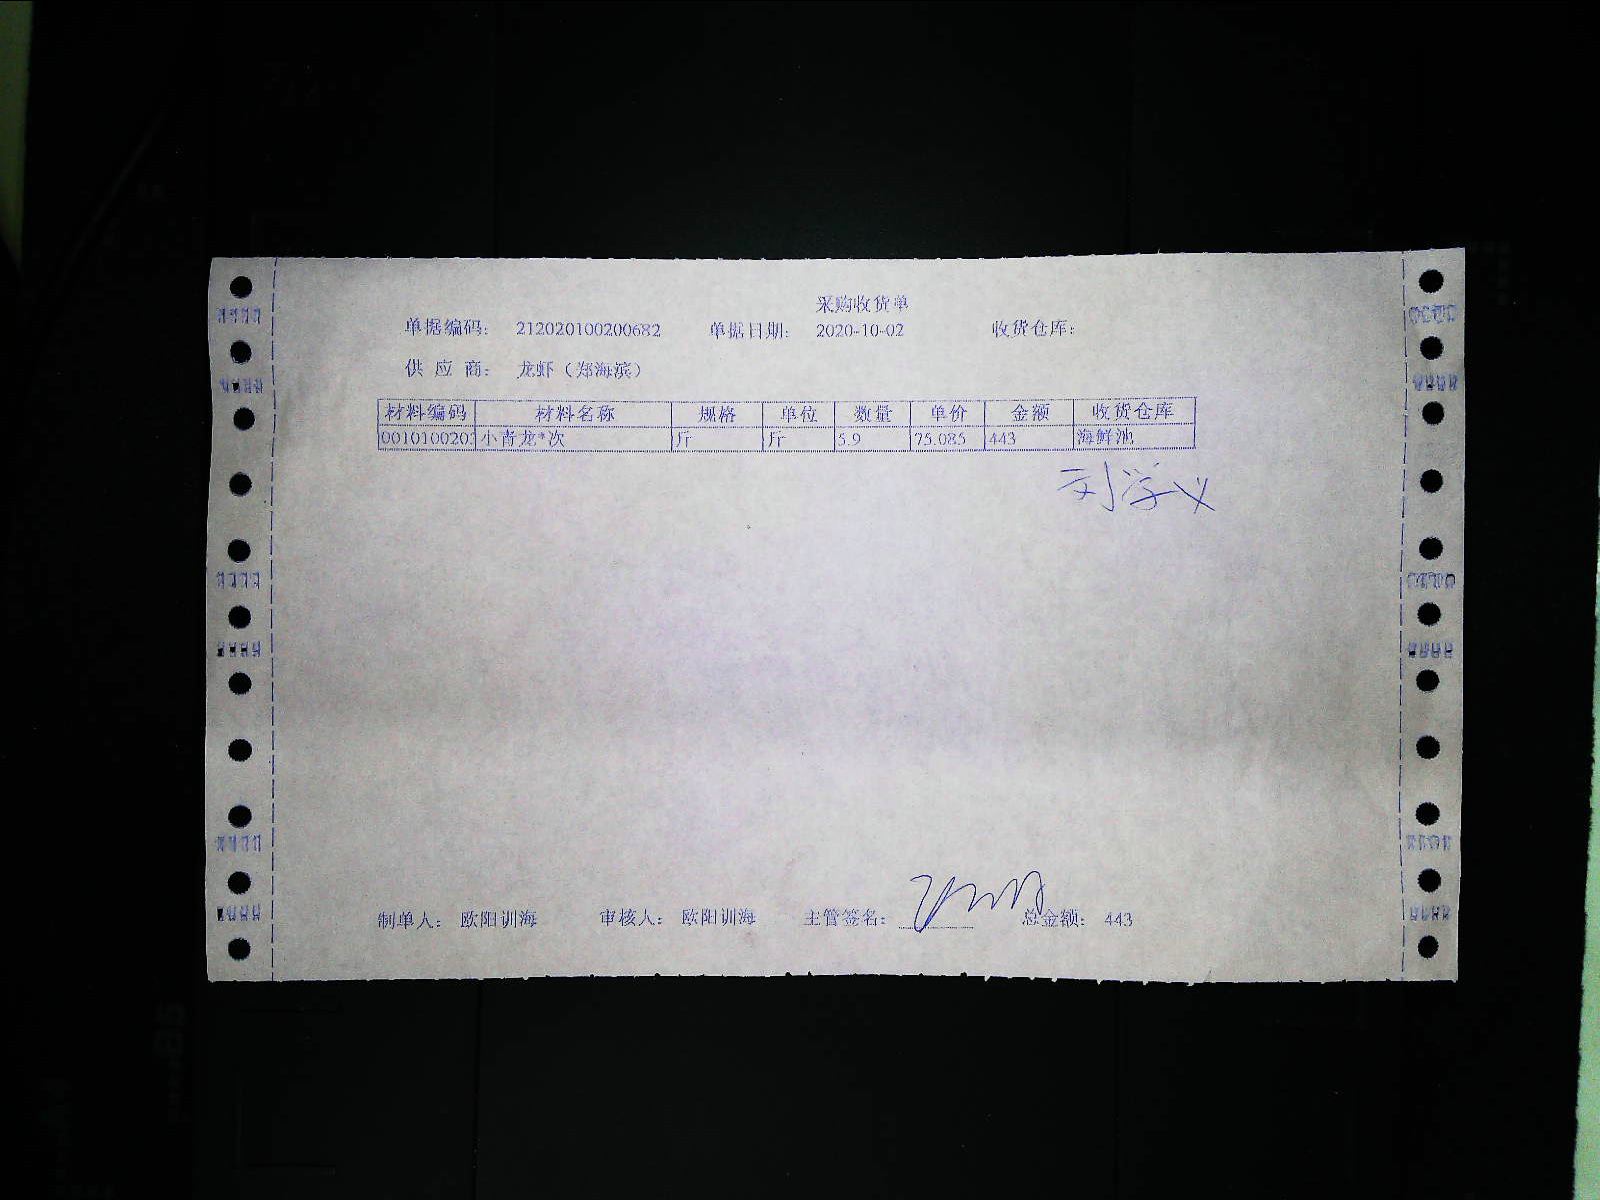 采购收货单
单据编码： 212020100200682 单据日期： 2020-10-02 收货仓库：
供 应 商： 龙虾（郑海滨）
材料编码 材料名称 规格 单位 数量 单价 金额 收货仓库
0010100203 小青龙*次 斤 斤 5.9 75.085 443 海鲜池
刘学义
制单人： 欧阳训海 审核人： 欧阳训海 主管签名： 总金额： 443